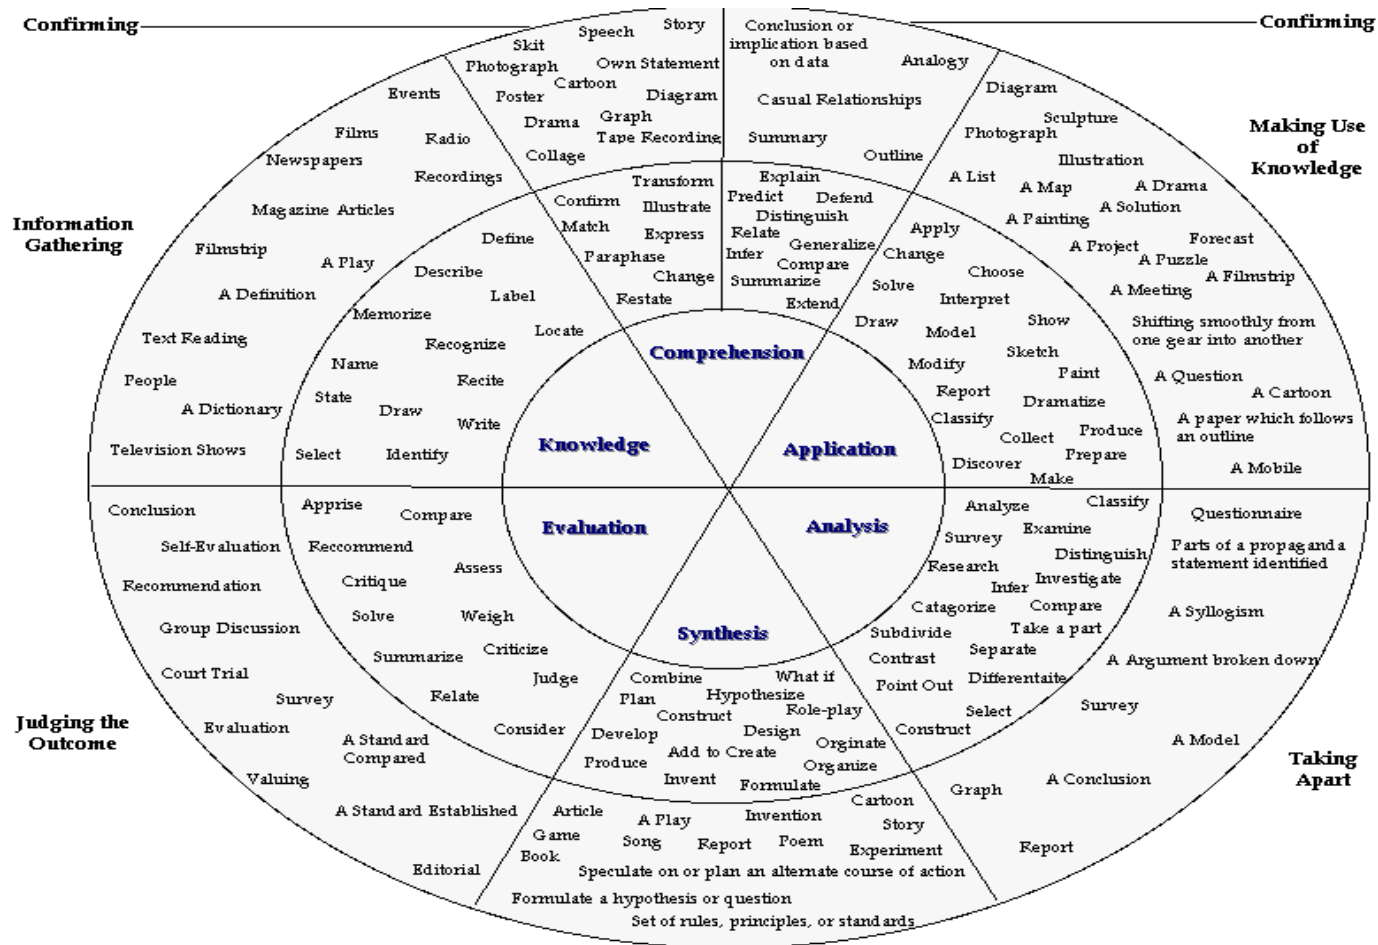 Confirming
Confirming
Information
Gathering
Making Use
of
Knowledge
Judging the
Outcome
Taking
Apart
Comprehension
Knowledge
Application
Evaluation
Analysis
Synthesis
Story
Speech
Skit
Photograph
Own Statement
Cartoon
Poster
Diagram
Graph
Drama
Tape Recording
Collage
Conclusion or
implication based
on data
Analogy
Casual Relationships
Summary
Outline
Transform
Confirm
Illustrate
Match
Express
Paraphase
Change
Restate
Explain
Predict
Defend
Distinguish
Relate
Generalize
Infer
Compare
Summarize
Extend
Events
Films
Radio
Newspapers
Recordings
Magazine Articles
Filmstrip
A Play
A Definition
Text Reading
People
A Dictionary
Television Shows
Define
Describe
Label
Memorize
Locate
Recognize
Name
Recite
State
Draw
Write
Select
Identify
Diagram
Sculpture
Photograph
Illustration
A List
A Map
A Drama
A Solution
A Painting
Forecast
A Project
A Puzzle
A Filmstrip
A Meeting
Shifting smoothly from
one gear into another
A Question
A Cartoon
A paper which follows
an outline
A Mobile
Apply
Change
Choose
Solve
Interpret
Draw
Show
Model
Sketch
Modify
Paint
Report
Dramatize
Classify
Produce
Collect
Prepare
Discover
Make
Conclusion
Self-Evaluation
Recommendation
Group Discussion
Court Trial
Survey
Evaluation
A Standard
Compared
Valuing
A Standard Established
Editorial
Apprise
Compare
Reccommend
Assess
Critique
Solve
Weigh
Criticize
Summarize
Judge
Relate
Consider
Analyze
Classify
Examine
Survey
Distinguish
Research
Investigate
Infer
Catagorize
Compare
Take a part
Subdivide
Separate
Contrast
Differentaite
Point Out
Select
Construct
Questionnaire
Parts of a propaganda
statement identified
A Syllogism
A Argument broken down
Survey
A Model
A Conclusion
Graph
Report
Combine
What if
Hypothesize
Plan
Role-play
Construct
Design
Develop
Orginate
Add to Create
Produce
Organize
Invent
Formulate
Cartoon
Article
Invention
A Play
Story
Game
Song
Report
Poem
Experiment
Book
Speculate on or plan an alternate course of action
Formulate a hypothesis or question
Set of rules, principles, or standards